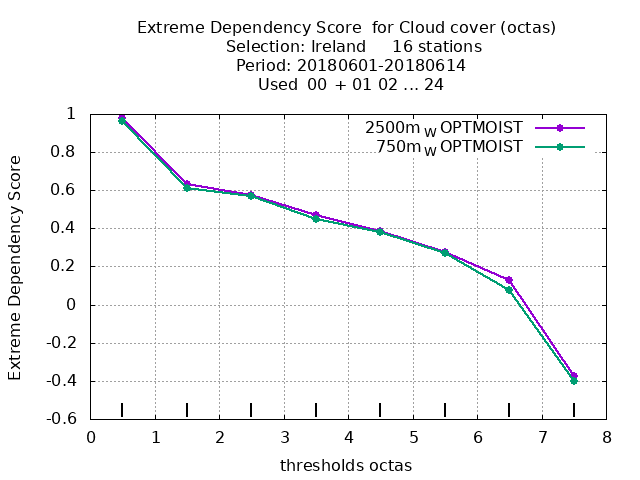 Extreme Dependency Score  for Cloud cover (octas)
Selection: Ireland     16 stations
Period: 20180601-20180614
Used  00  + 01 02 ... 24
2500m W OPTMOIST
750m W OPTMOIST
Extreme Dependency Score
1
0.8
0.6
0.4
0.2
0
-0.2
-0.4
-0.6
0 1 2 3 4 5 6 7 8
thresholds octas